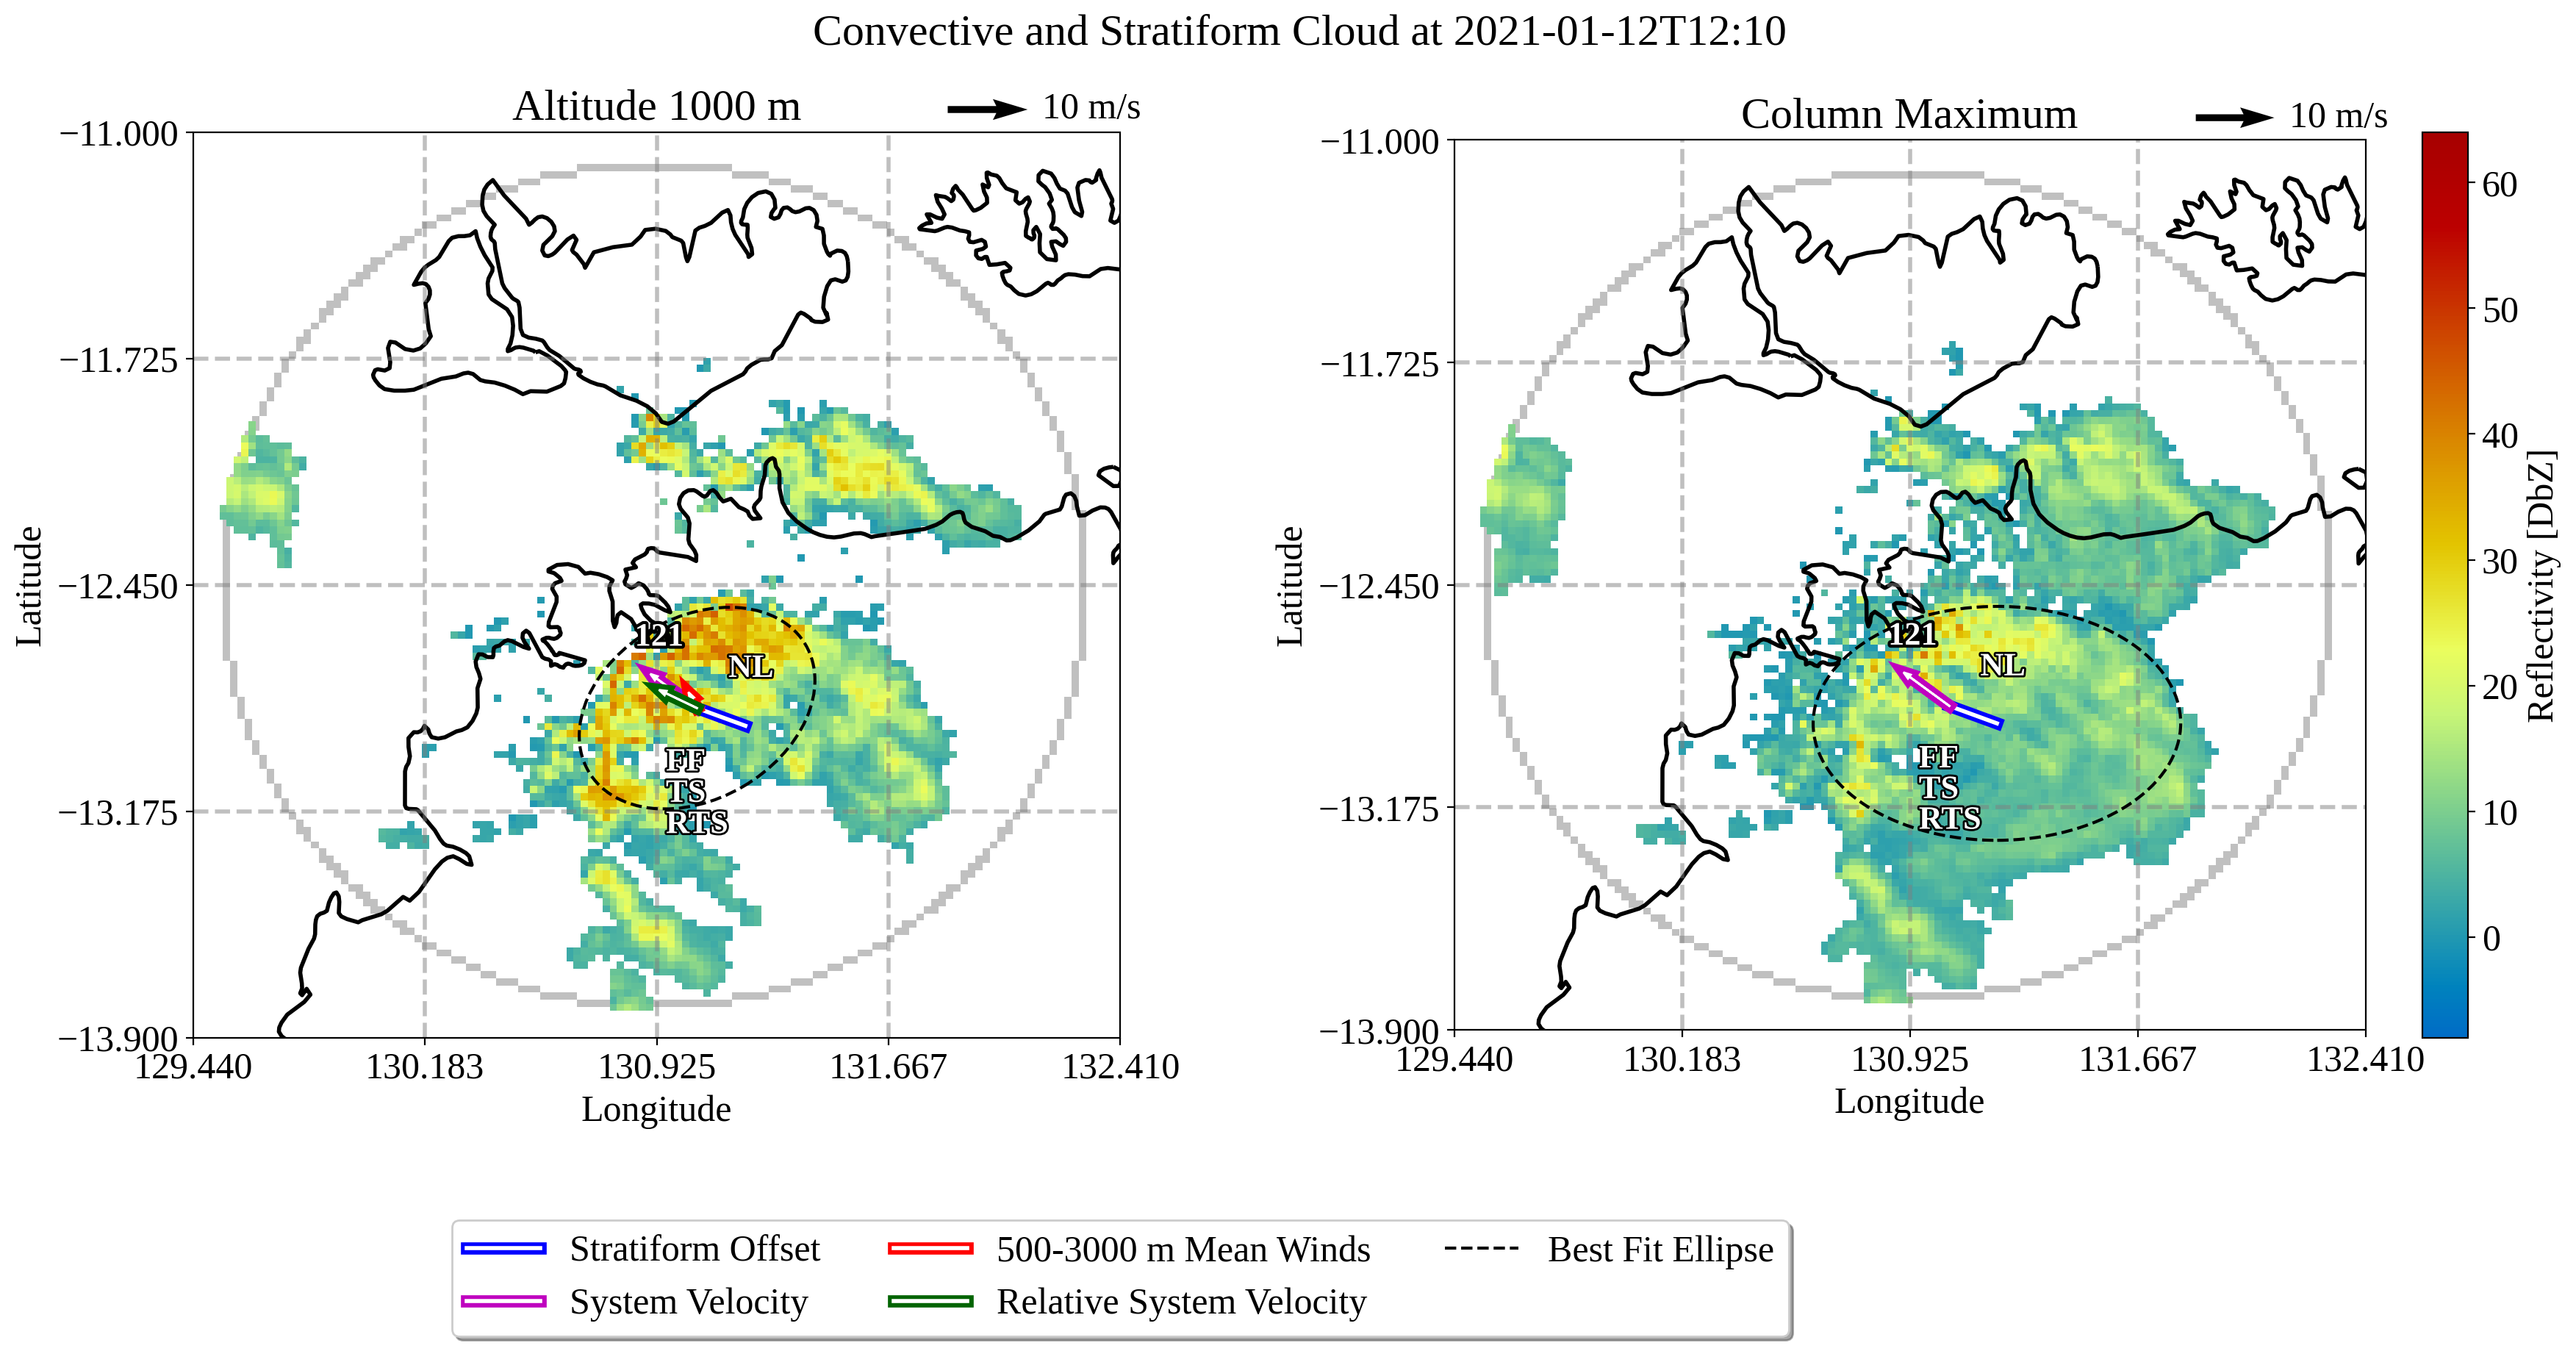 Convective and Stratiform Cloud at 2021-01-12T12:10
Altitude 1000 m
10 m/s
−11.000
−11.725
−12.450
−13.175
−13.900
Latitude
129.440
130.183
130.925
131.667
132.410
Longitude
121
NL
FF
TS
RTS
Column Maximum
10 m/s
−11.000
−11.725
−12.450
−13.175
−13.900
Latitude
129.440
130.183
130.925
131.667
132.410
Longitude
121
NL
FF
TS
RTS
60
50
40
30
20
10
0
Reflectivity [DbZ]
Stratiform Offset
System Velocity
500-3000 m Mean Winds
Relative System Velocity
Best Fit Ellipse